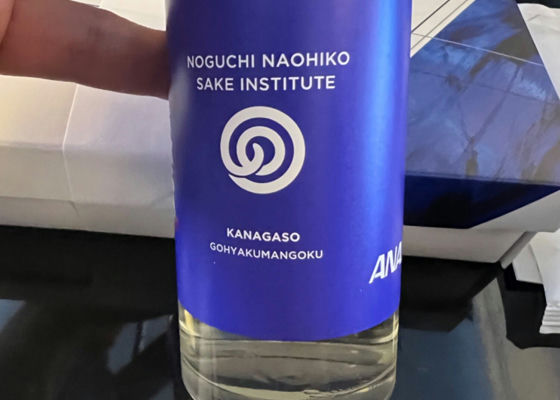 NOGUCHI NAOHIKO
SAKE INSTITUTE
KANAGASO
GOHYAKUMANGOKU
ANA